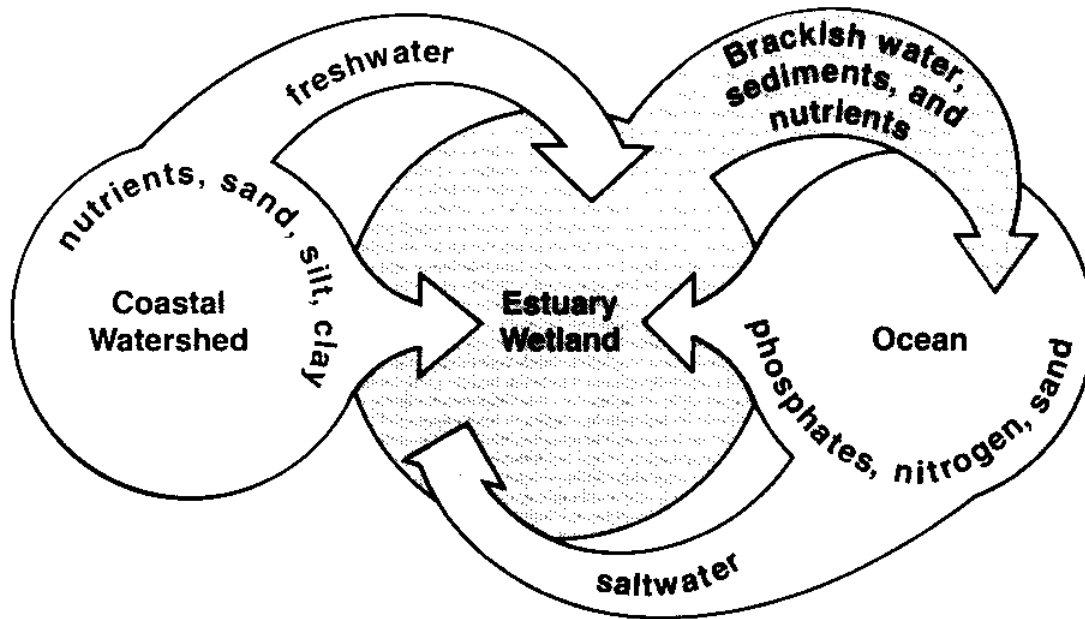 freshwater
Brackish water,
sediments, and
nutrients
nutrients, sand, silt, clay
Coastal
Watershed
Estuary
Wetland
Ocean
phosphates, nitrogen, sand
saltwater